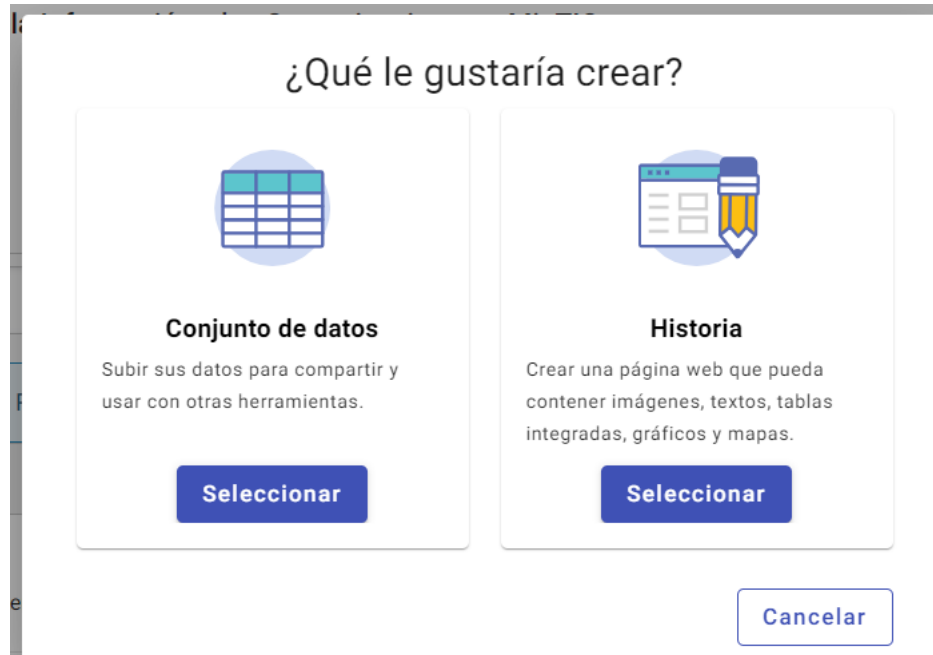 ¿Qué le gustaría crear?
Conjunto de datos
Subir sus datos para compartir y
usar con otras herramientas.
Seleccionar
Historia
Crear una página web que pueda
contener imágenes, textos, tablas
integradas, gráficos y mapas.
Seleccionar
Cancelar